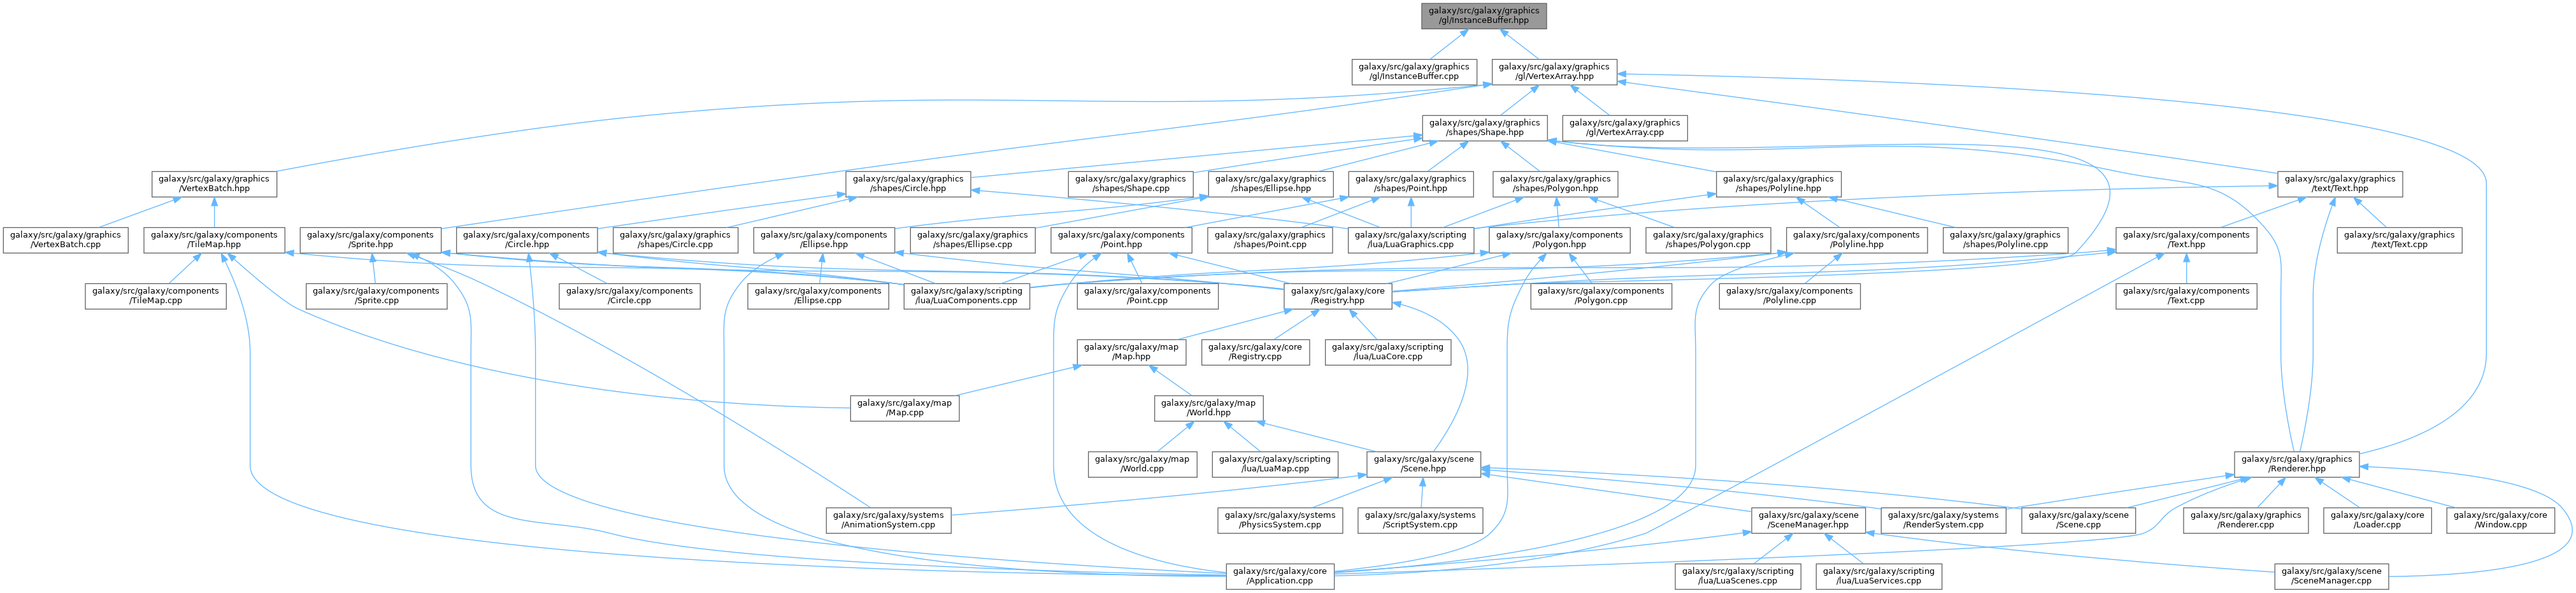 galaxy/src/galaxy/graphics
/gl/InstanceBuffer.hpp
galaxy/src/galaxy/graphics
/gl/InstanceBuffer.cpp
galaxy/src/galaxy/graphics
/gl/VertexArray.hpp
galaxy/src/galaxy/graphics
/shapes/Shape.hpp
galaxy/src/galaxy/graphics
/gl/VertexArray.cpp
galaxy/src/galaxy/graphics
/VertexBatch.hpp
galaxy/src/galaxy/graphics
/shapes/Circle.hpp
galaxy/src/galaxy/graphics
/shapes/Shape.cpp
galaxy/src/galaxy/graphics
/shapes/Ellipse.hpp
galaxy/src/galaxy/graphics
/shapes/Point.hpp
galaxy/src/galaxy/graphics
/shapes/Polygon.hpp
galaxy/src/galaxy/graphics
/shapes/Polyline.hpp
galaxy/src/galaxy/graphics
/text/Text.hpp
galaxy/src/galaxy/graphics
/VertexBatch.cpp
galaxy/src/galaxy/components
/TileMap.hpp
galaxy/src/galaxy/components
/Sprite.hpp
galaxy/src/galaxy/components
/Circle.hpp
galaxy/src/galaxy/graphics
/shapes/Circle.cpp
galaxy/src/galaxy/components
/Ellipse.hpp
galaxy/src/galaxy/graphics
/shapes/Ellipse.cpp
galaxy/src/galaxy/components
/Point.hpp
galaxy/src/galaxy/graphics
/shapes/Point.cpp
galaxy/src/galaxy/scripting
/lua/LuaGraphics.cpp
galaxy/src/galaxy/components
/Polygon.hpp
galaxy/src/galaxy/graphics
/shapes/Polygon.cpp
galaxy/src/galaxy/components
/Polyline.hpp
galaxy/src/galaxy/graphics
/shapes/Polyline.cpp
galaxy/src/galaxy/components
/Text.hpp
galaxy/src/galaxy/graphics
/text/Text.cpp
galaxy/src/galaxy/components
/TileMap.cpp
galaxy/src/galaxy/components
/Sprite.cpp
galaxy/src/galaxy/components
/Circle.cpp
galaxy/src/galaxy/components
/Ellipse.cpp
galaxy/src/galaxy/scripting
/lua/LuaComponents.cpp
galaxy/src/galaxy/components
/Point.cpp
galaxy/src/galaxy/core
/Registry.hpp
galaxy/src/galaxy/components
/Polygon.cpp
galaxy/src/galaxy/components
/Polyline.cpp
galaxy/src/galaxy/components
/Text.cpp
galaxy/src/galaxy/map
/Map.hpp
galaxy/src/galaxy/core
/Registry.cpp
galaxy/src/galaxy/scripting
/lua/LuaCore.cpp
galaxy/src/galaxy/map
/Map.cpp
galaxy/src/galaxy/map
/World.hpp
galaxy/src/galaxy/map
/World.cpp
galaxy/src/galaxy/scripting
/lua/LuaMap.cpp
galaxy/src/galaxy/scene
/Scene.hpp
galaxy/src/galaxy/graphics
/Renderer.hpp
galaxy/src/galaxy/systems
/AnimationSystem.cpp
galaxy/src/galaxy/systems
/PhysicsSystem.cpp
galaxy/src/galaxy/systems
/ScriptSystem.cpp
galaxy/src/galaxy/scene
/SceneManager.hpp
galaxy/src/galaxy/systems
/RenderSystem.cpp
galaxy/src/galaxy/scene
/Scene.cpp
galaxy/src/galaxy/graphics
/Renderer.cpp
galaxy/src/galaxy/core
/Loader.cpp
galaxy/src/galaxy/core
/Window.cpp
galaxy/src/galaxy/core
/Application.cpp
galaxy/src/galaxy/scripting
/lua/LuaScenes.cpp
galaxy/src/galaxy/scripting
/lua/LuaServices.cpp
galaxy/src/galaxy/scene
/SceneManager.cpp